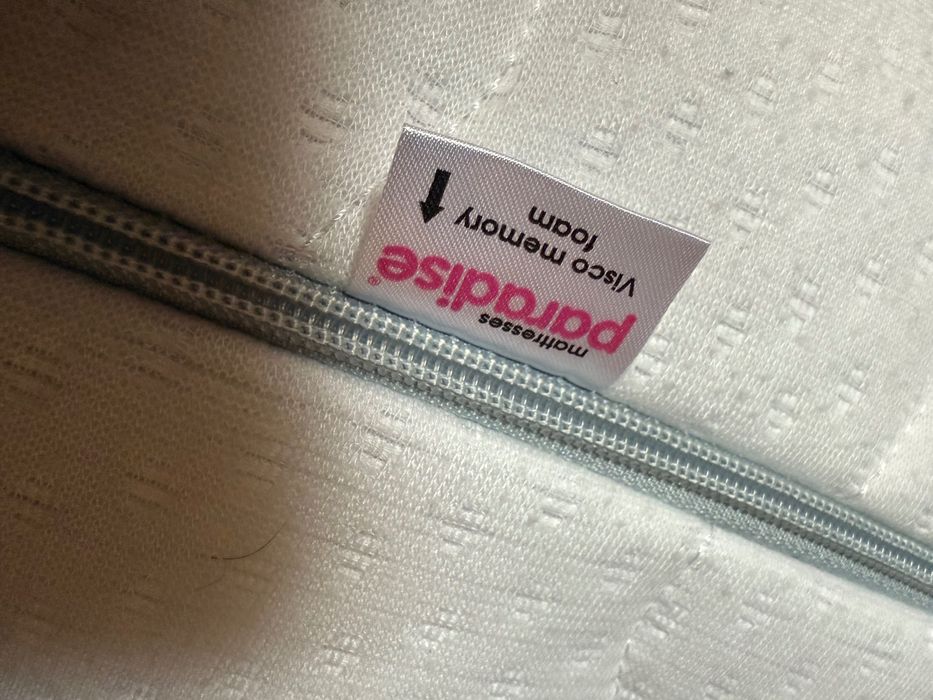 mattresses
paradise®
Visco memory
foam